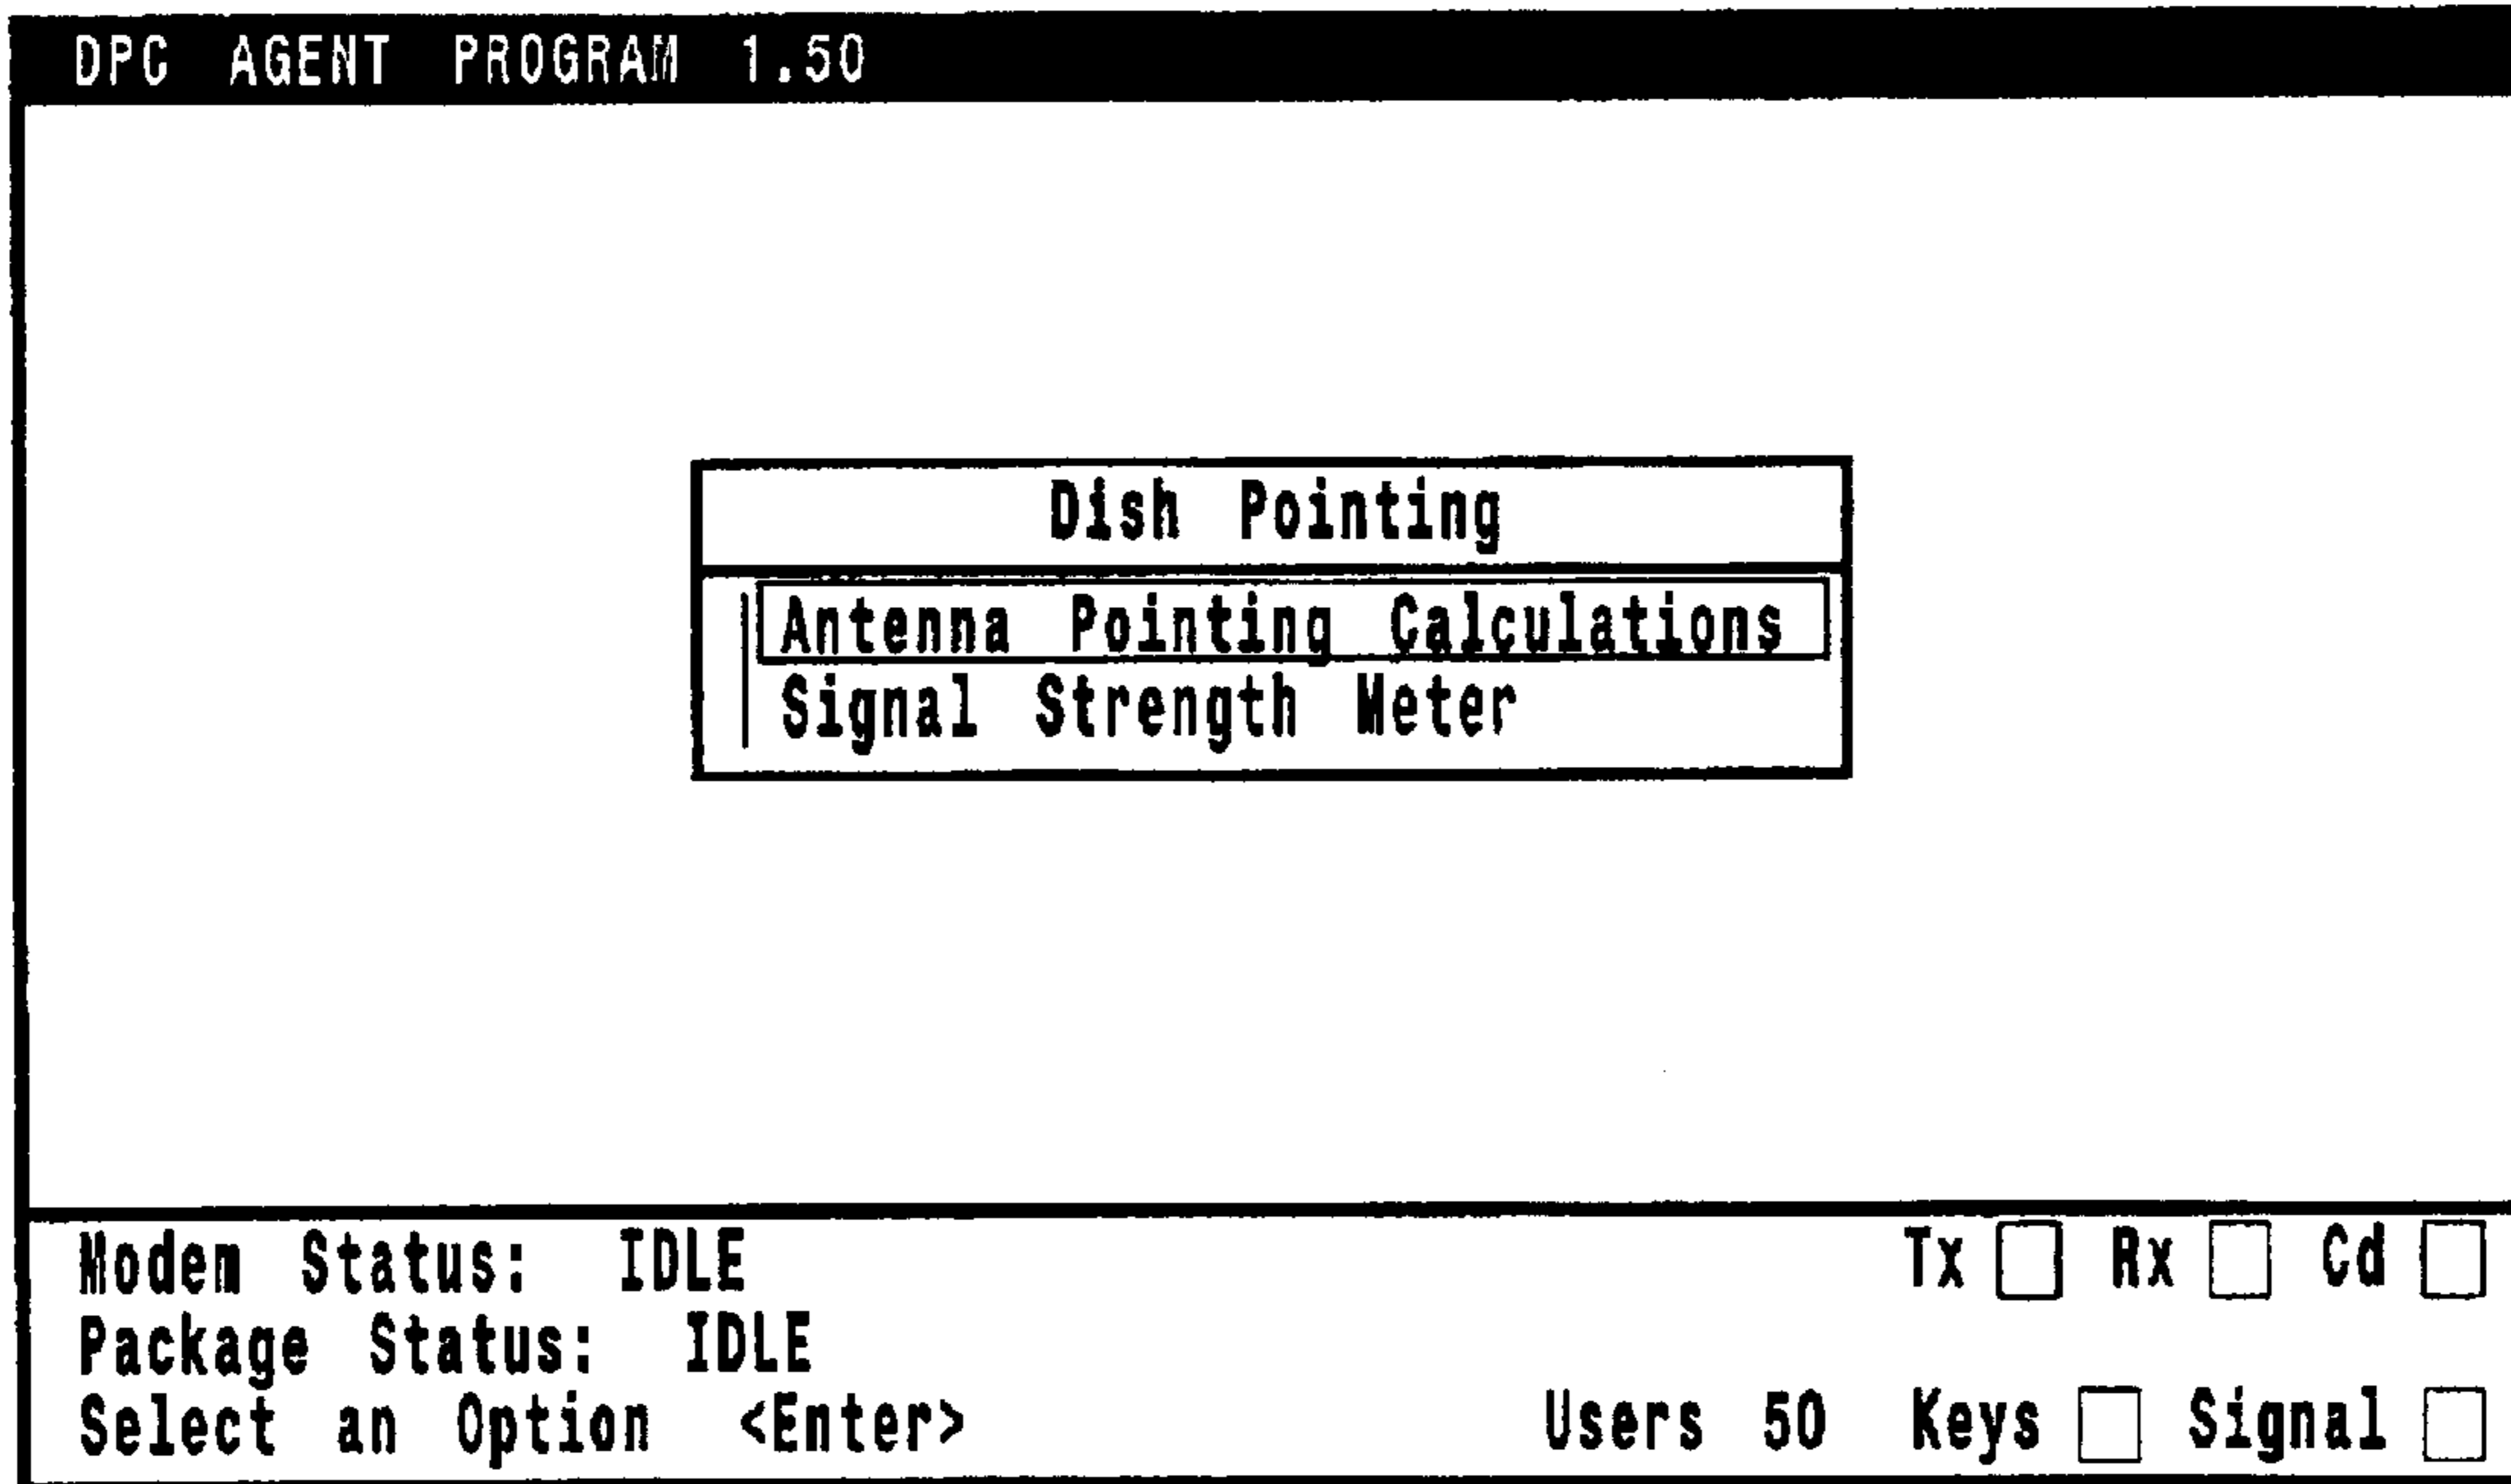 DPC AGENT PROGRAM 1.50
Dish Pointing
Antenna Pointing Calculations
Signal Strength Meter
Modem Status: IDLE Tx Rx Cd
Package Status: IDLE
Select an Option <Enter> Users 50 Keys Signal